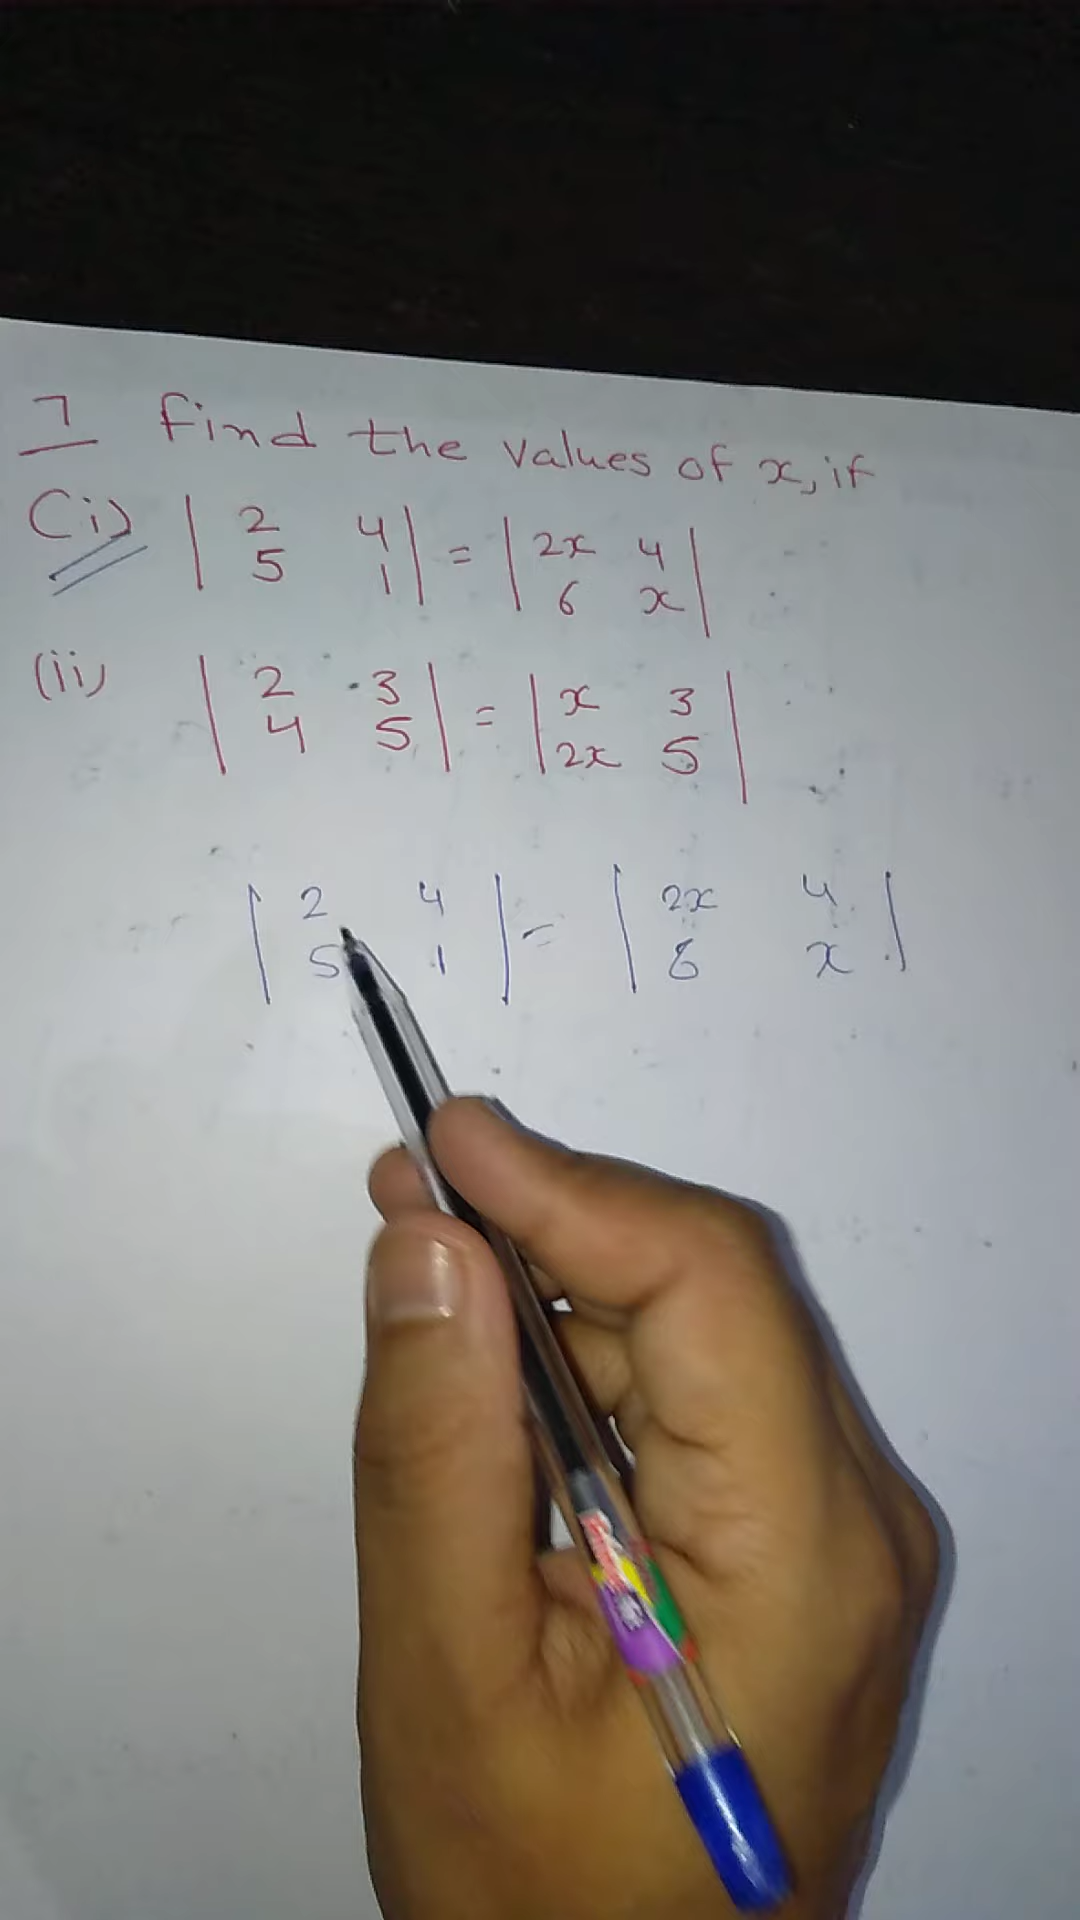 7 Find the values of x, if
(i) | 2 4 | = | 2x 4 |
5 1 6 x
(ii) | 2 3 | = | x 3 |
4 5 2x 5
| 2 4 | = | 2x 4 |
5 1 6 x